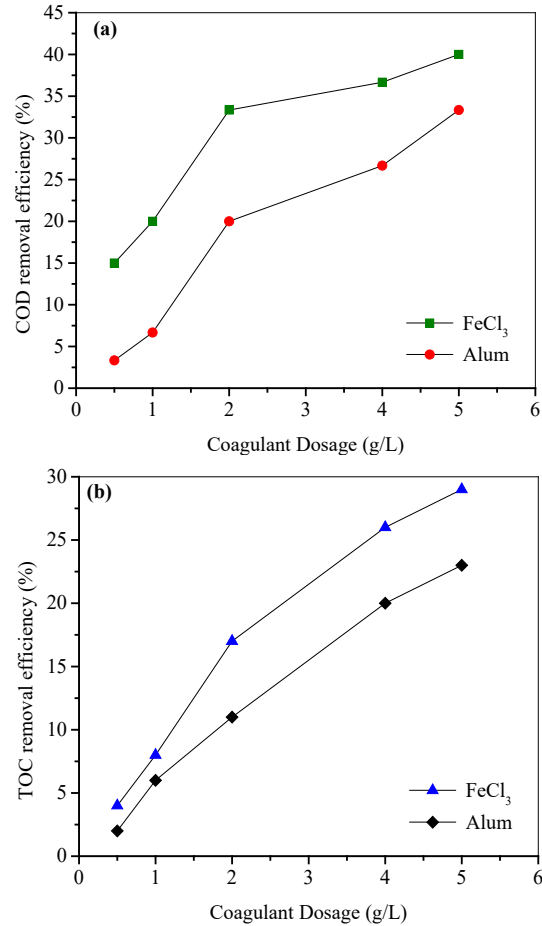 (a)
45
40
35
30
25
20
15
10
5
0
COD removal efficiency (%)
FeCl₃
Alum
0 1 2 3 4 5 6
Coagulant Dosage (g/L)
(b)
30
25
20
15
10
5
0
TOC removal efficiency (%)
FeCl₃
Alum
0 1 2 3 4 5 6
Coagulant Dosage (g/L)